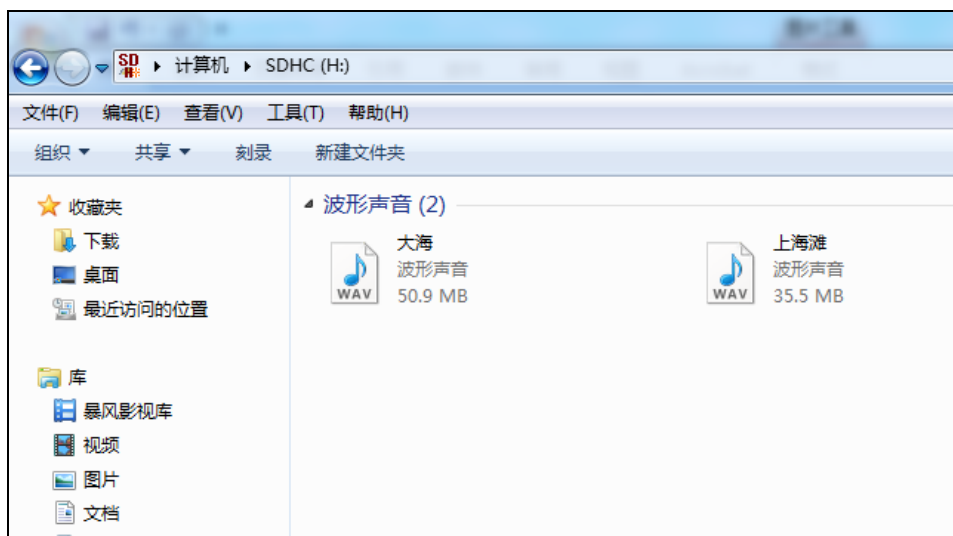 SD
计算机 SDHC (H:)
文件(F) 编辑(E) 查看(V) 工具(T) 帮助(H)
组织 共享 刻录 新建文件夹
收藏夹
下载
桌面
最近访问的位置
库
暴风影视库
视频
图片
文档
波形声音 (2)
WAV
大海
波形声音
50.9 MB
WAV
上海滩
波形声音
35.5 MB